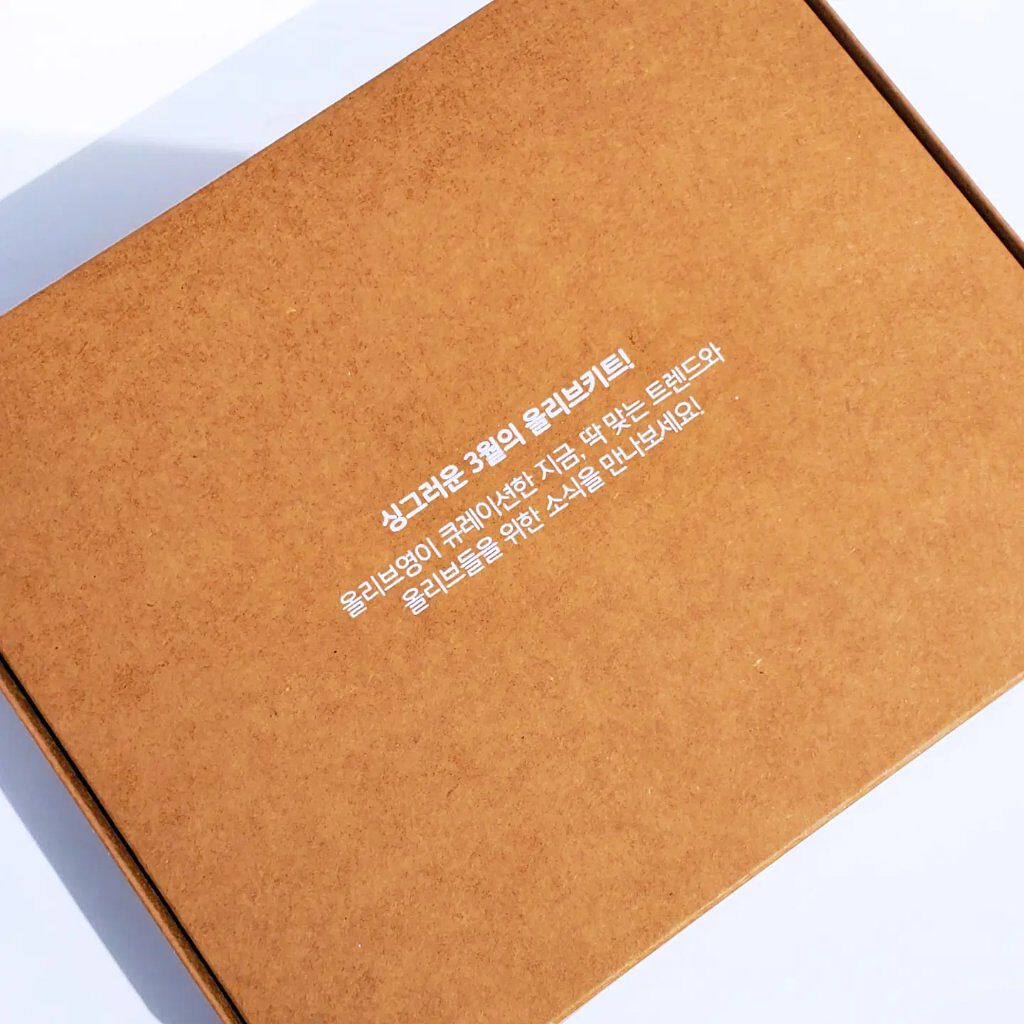 싱그러운 3월의 올리브키트!
올리브영이 큐레이션한 지금, 딱 맞는 트렌드와
올리브들을 위한 소식을 만나보세요!